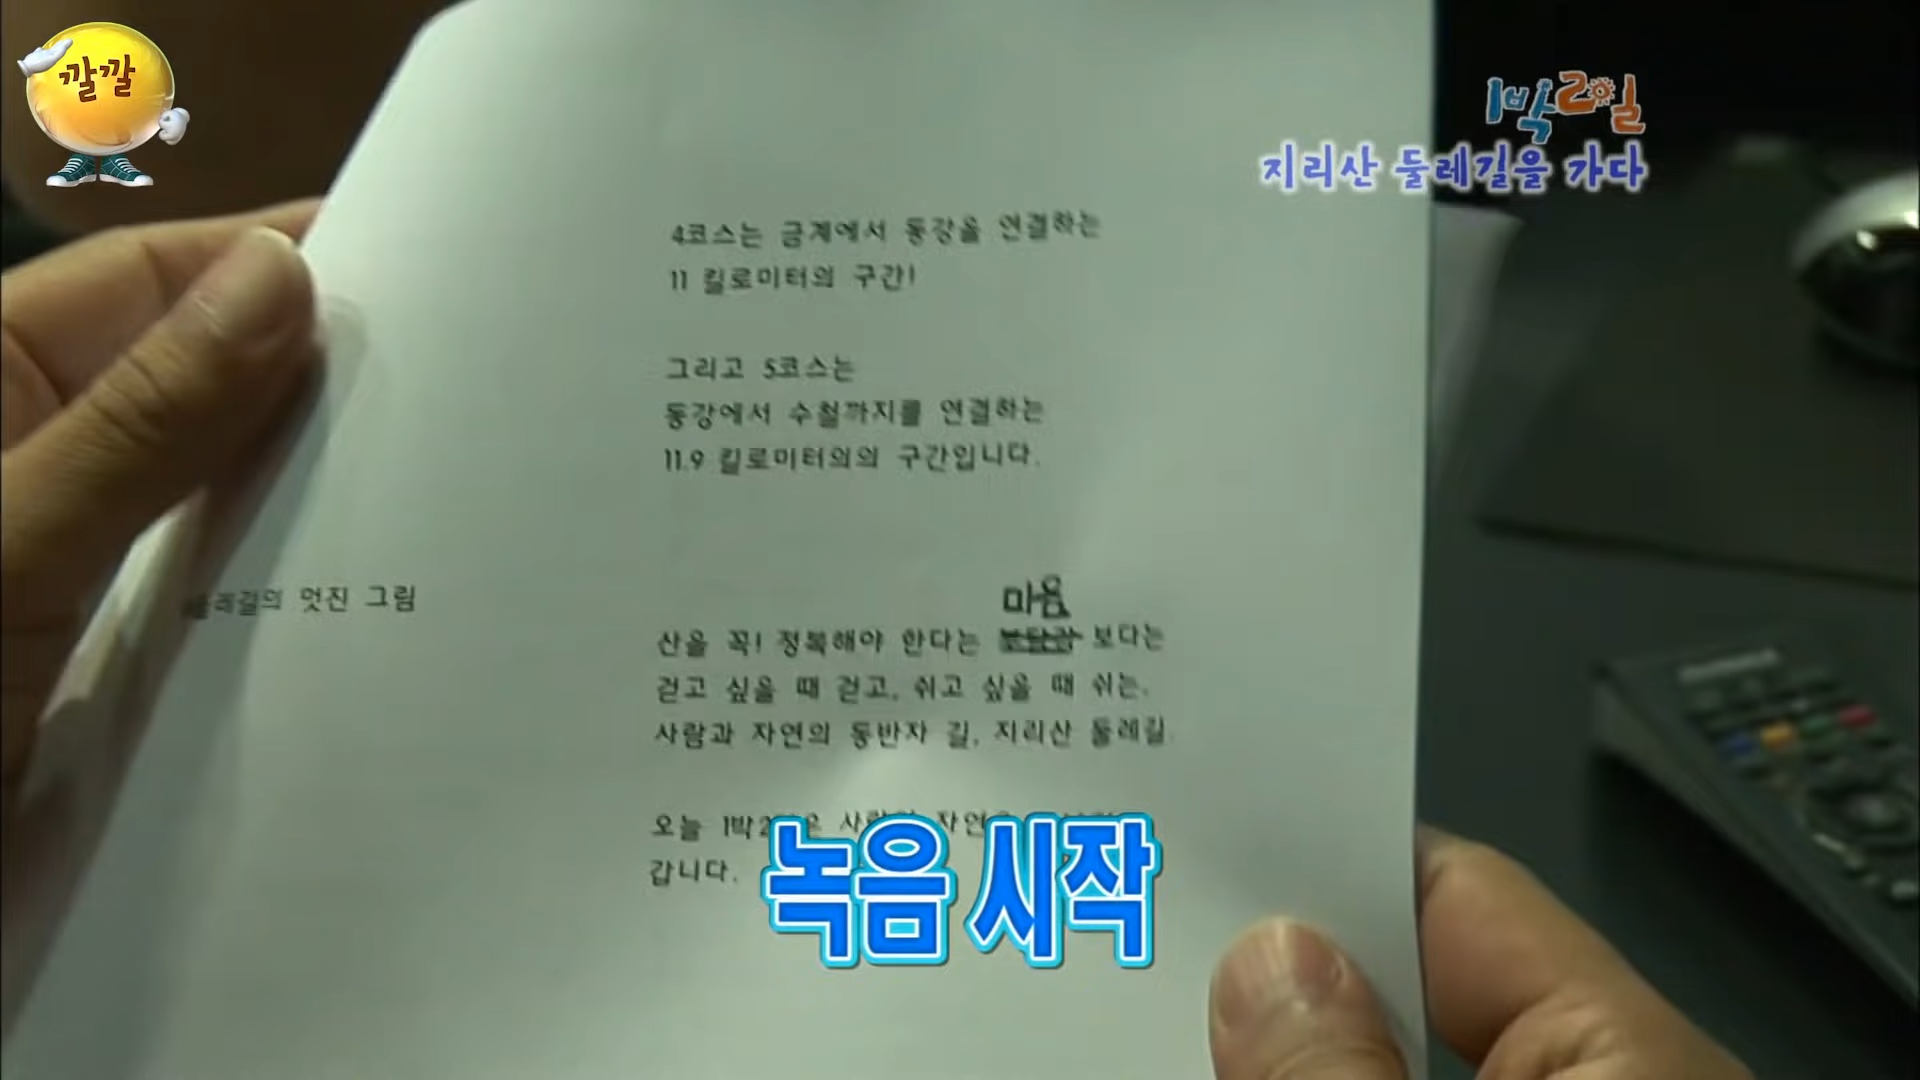 깔깔
1박2일
지리산 둘레길을 가다
4코스는 금계에서 동강을 연결하는
11 킬로미터의 구간!
그리고 5코스는
동강에서 수철까지를 연결하는
11.9 킬로미터의의 구간입니다.
둘레길의 멋진 그림
마음
산을 꼭! 정복해야 한다는 보다는
걷고 싶을 때 걷고, 쉬고 싶을 때 쉬는,
사람과 자연의 동반자 길, 지리산 둘레길.
오늘 자연
갑니다.
녹음 시작